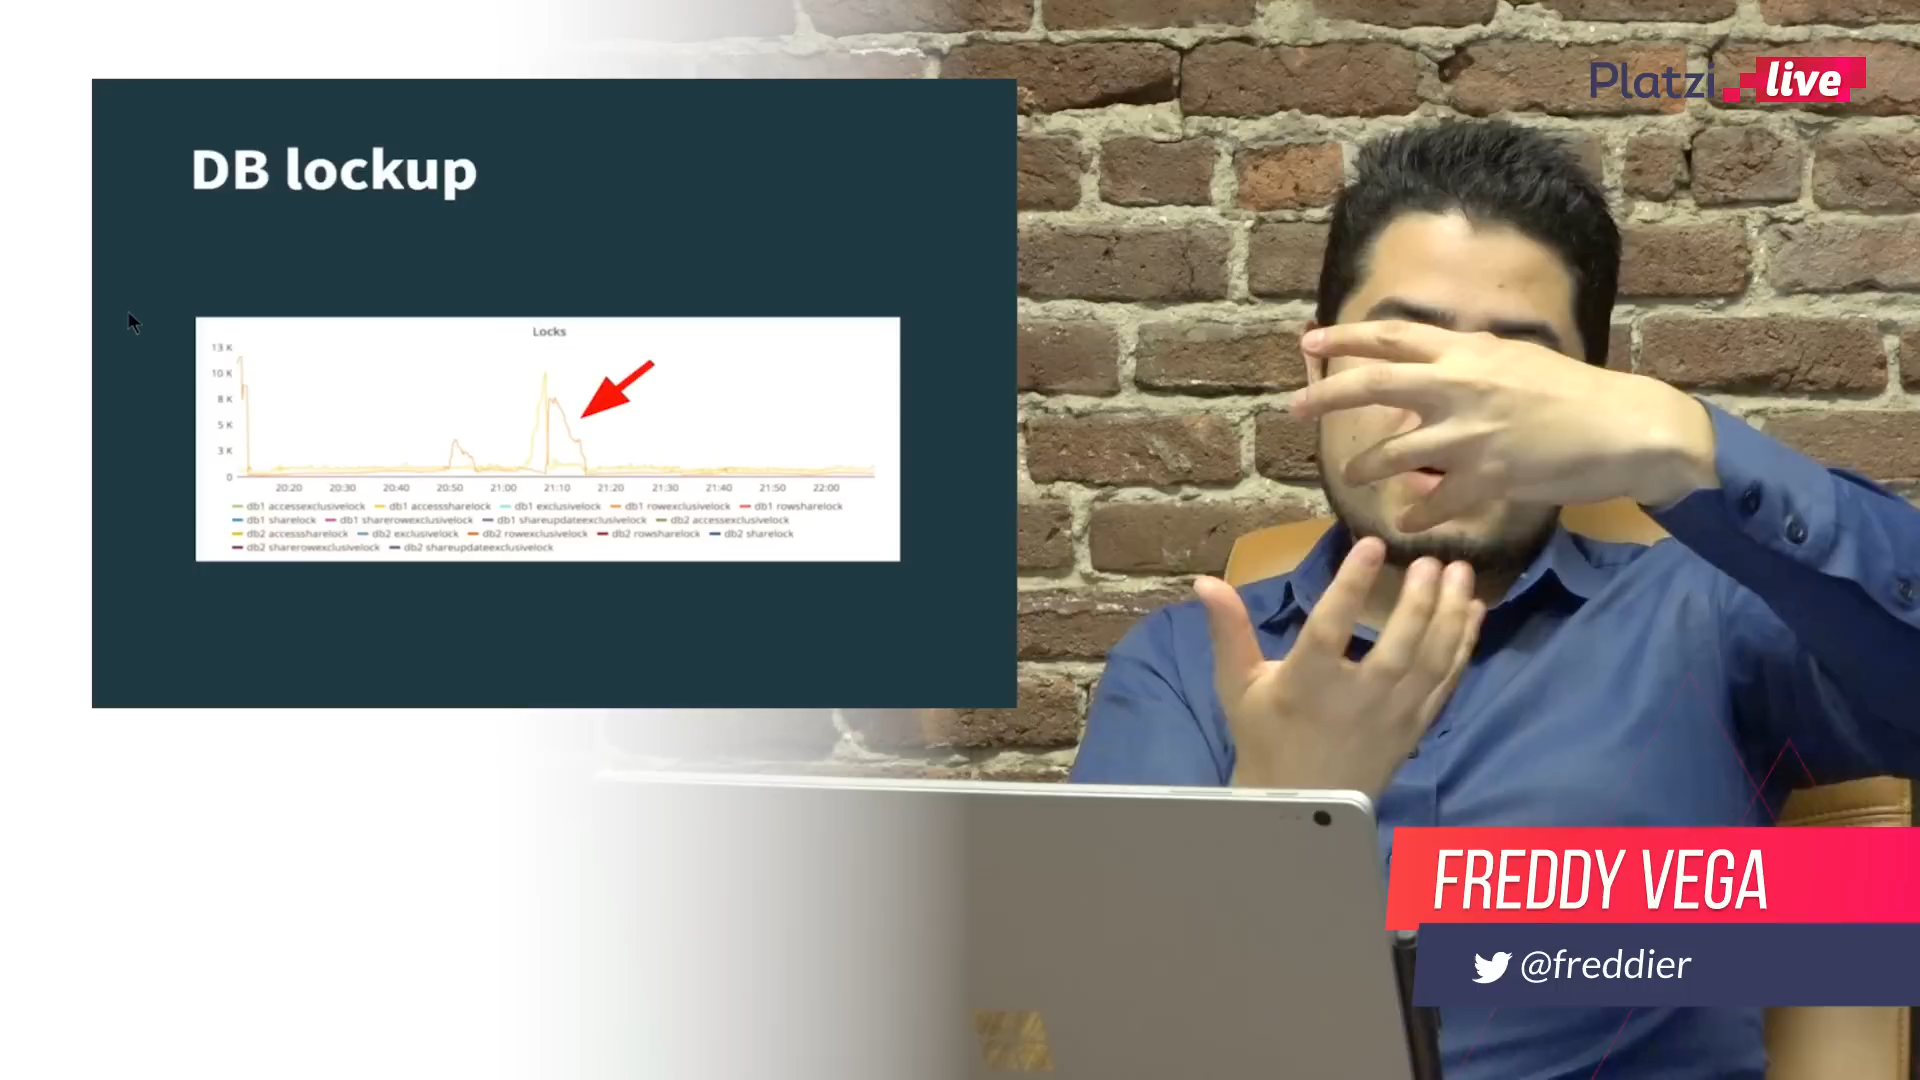 Platzi live
DB lockup
Locks
13 K
10 K
8 K
5 K
3 K
0
20:20 20:30 20:40 20:50 21:00 21:10 21:20 21:30 21:40 21:50 22:00
db1 accessexclusivelock db1 accesssharelock db1 exclusivelock db1 rowexclusivelock db1 rowsharelock
db1 sharelock db1 sharerowexclusivelock db1 shareupdateexclusivelock db2 accessexclusivelock
db2 accesssharelock db2 exclusivelock db2 rowexclusivelock db2 rowsharelock db2 sharelock
db2 sharerowexclusivelock db2 shareupdateexclusivelock
FREDDY VEGA
@freddier